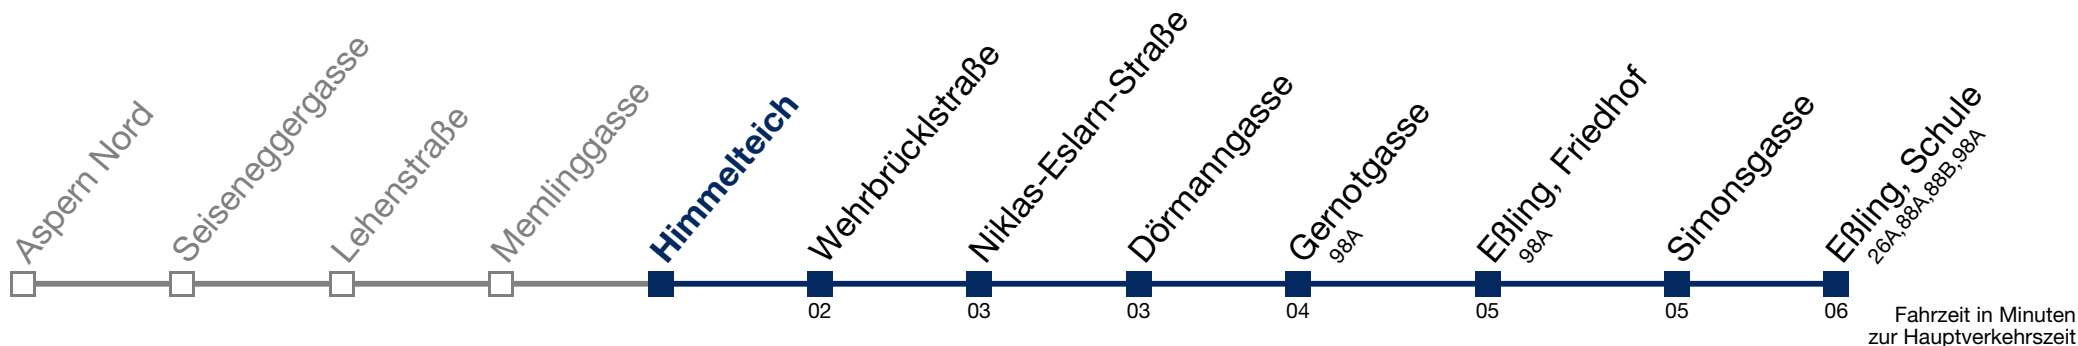 Aspern Nord
Seiseneggergasse
Lehenstraße
Memlinggasse
Himmelteich
Wehrbrücklstraße
02
Niklas-Eslarn-Straße
03
Dörmanngasse
03
Gernotgasse
98A
04
Eßling, Friedhof
98A
05
Simonsgasse
05
Eßling, Schule
26A,88A,88B,98A
06
Fahrzeit in Minuten
zur Hauptverkehrszeit